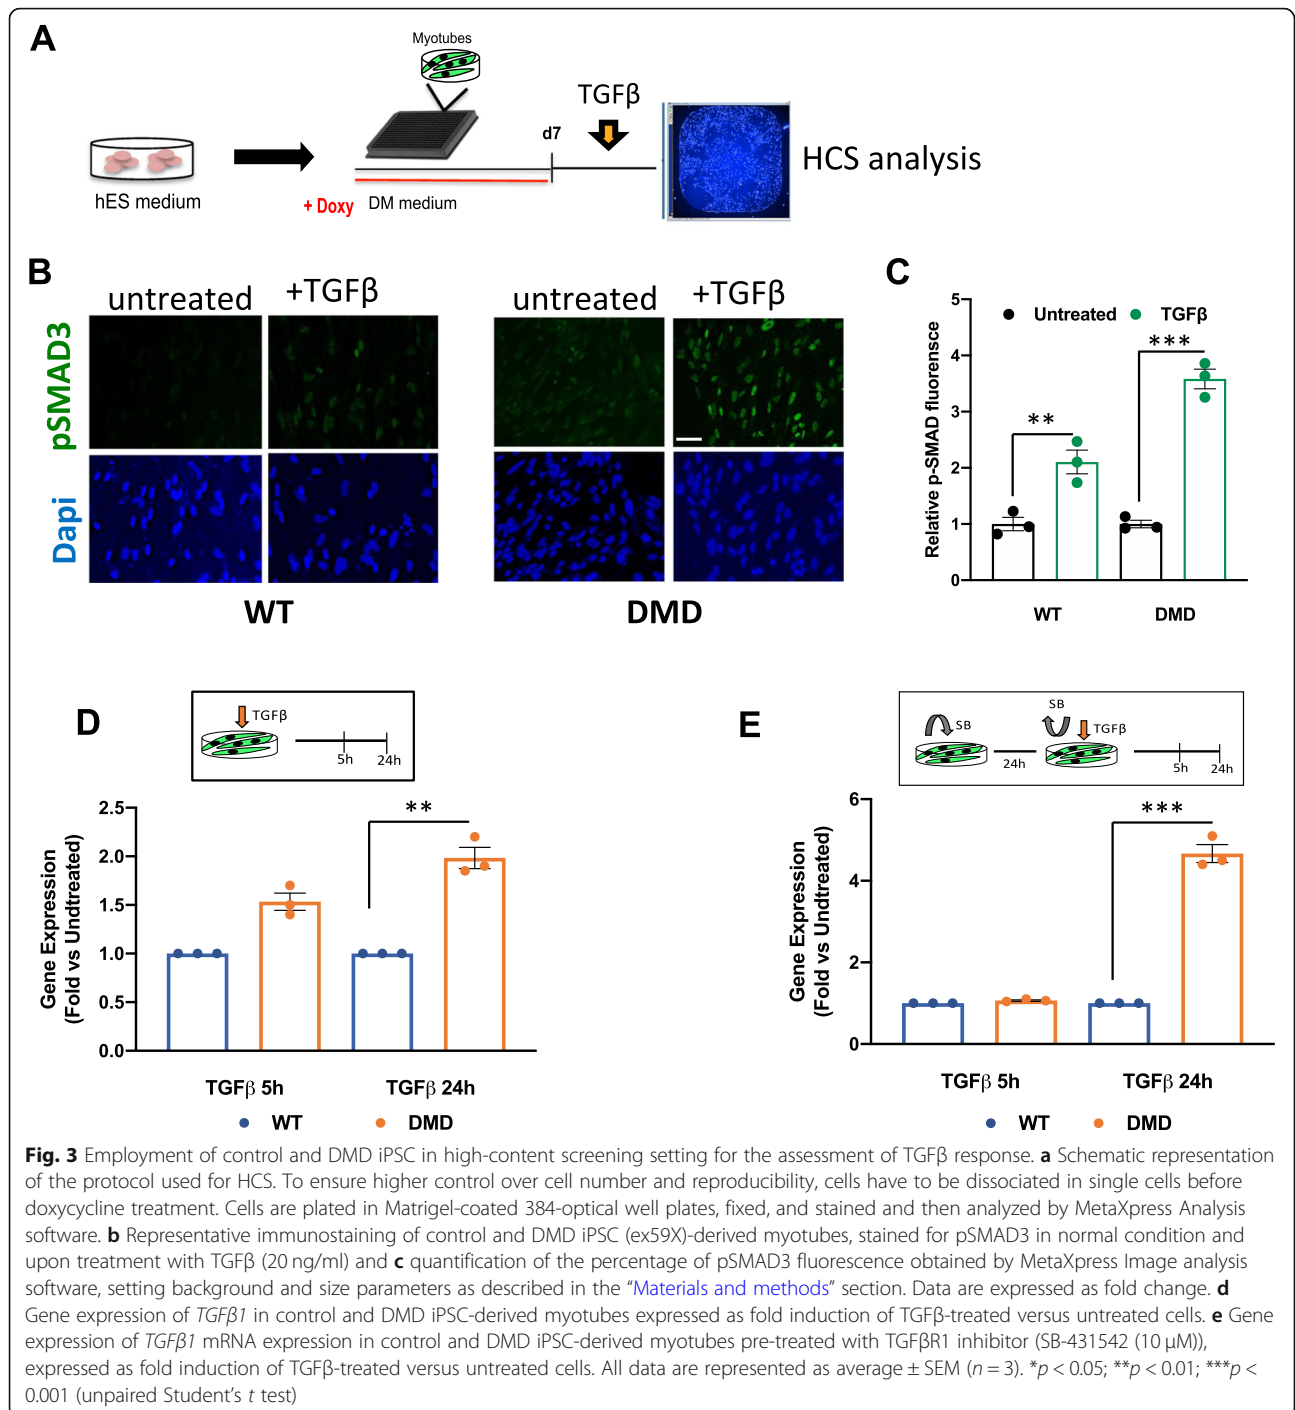 A
Myotubes
TGFβ
d7
HCS analysis
hES medium
+ Doxy
DM medium
B
untreated
+TGFβ
untreated
+TGFβ
pSMAD3
Dapi
WT
DMD
C
Relative p-SMAD fluorensce
5
4
3
2
1
0
Untreated
TGFβ
**
***
WT
DMD
D
TGFβ
5h
24h
Gene Expression
(Fold vs Undtreated)
2.5
2.0
1.5
1.0
0.5
0.0
**
TGFβ 5h
TGFβ 24h
WT
DMD
E
SB
SB
TGFβ
24h
5h
24h
Gene Expression
(Fold vs Undtreated)
6
4
2
0
***
TGFβ 5h
TGFβ 24h
WT
DMD
Fig. 3 Employment of control and DMD iPSC in high-content screening setting for the assessment of TGFβ response. a Schematic representation
of the protocol used for HCS. To ensure higher control over cell number and reproducibility, cells have to be dissociated in single cells before
doxycycline treatment. Cells are plated in Matrigel-coated 384-optical well plates, fixed, and stained and then analyzed by MetaXpress Analysis
software. b Representative immunostaining of control and DMD iPSC (ex59X)-derived myotubes, stained for pSMAD3 in normal condition and
upon treatment with TGFβ (20 ng/ml) and c quantification of the percentage of pSMAD3 fluorescence obtained by MetaXpress Image analysis
software, setting background and size parameters as described in the “Materials and methods” section. Data are expressed as fold change. d
Gene expression of TGFβ1 in control and DMD iPSC-derived myotubes expressed as fold induction of TGFβ-treated versus untreated cells. e Gene
expression of TGFβ1 mRNA expression in control and DMD iPSC-derived myotubes pre-treated with TGFβR1 inhibitor (SB-431542 (10 μM)),
expressed as fold induction of TGFβ-treated versus untreated cells. All data are represented as average ± SEM (n = 3). *p < 0.05; **p < 0.01; ***p <
0.001 (unpaired Student’s t test)